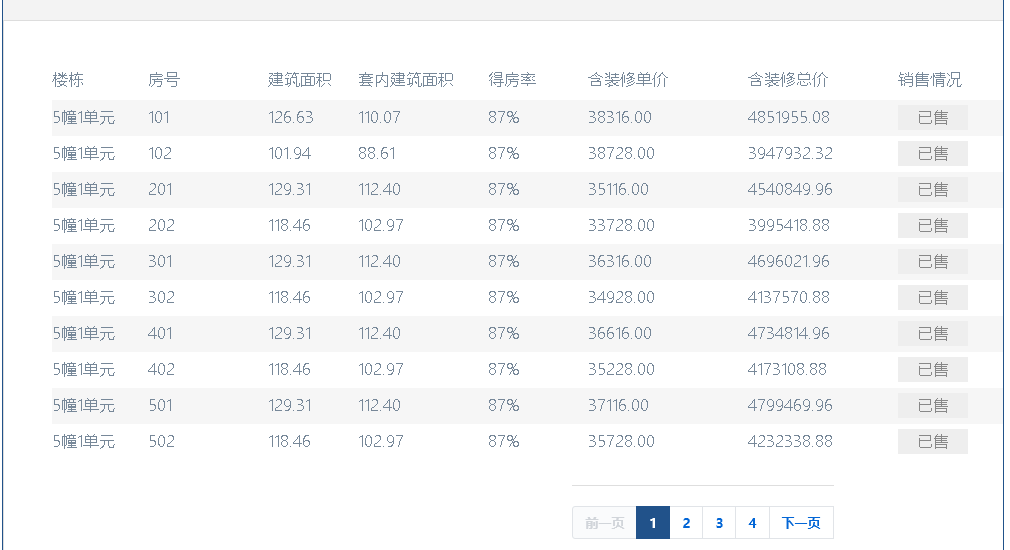 楼栋 房号 建筑面积 套内建筑面积 得房率 含装修单价 含装修总价 销售情况
5幢1单元 101 126.63 110.07 87% 38316.00 4851955.08 已售
5幢1单元 102 101.94 88.61 87% 38728.00 3947932.32 已售
5幢1单元 201 129.31 112.40 87% 35116.00 4540849.96 已售
5幢1单元 202 118.46 102.97 87% 33728.00 3995418.88 已售
5幢1单元 301 129.31 112.40 87% 36316.00 4696021.96 已售
5幢1单元 302 118.46 102.97 87% 34928.00 4137570.88 已售
5幢1单元 401 129.31 112.40 87% 36616.00 4734814.96 已售
5幢1单元 402 118.46 102.97 87% 35228.00 4173108.88 已售
5幢1单元 501 129.31 112.40 87% 37116.00 4799469.96 已售
5幢1单元 502 118.46 102.97 87% 35728.00 4232338.88 已售
前一页 1 2 3 4 下一页